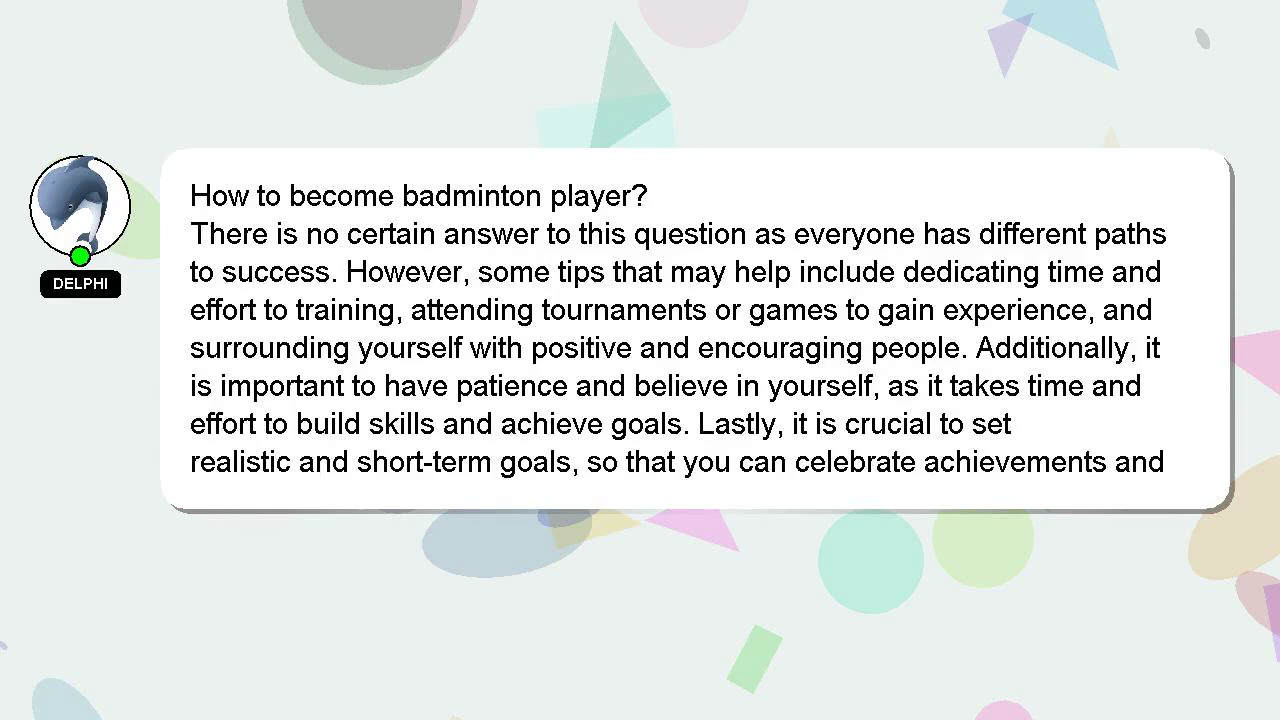 How to become badminton player?
There is no certain answer to this question as everyone has different paths
to success. However, some tips that may help include dedicating time and
effort to training, attending tournaments or games to gain experience, and
surrounding yourself with positive and encouraging people. Additionally, it
is important to have patience and believe in yourself, as it takes time and
effort to build skills and achieve goals. Lastly, it is crucial to set
realistic and short-term goals, so that you can celebrate achievements and
DELPHI